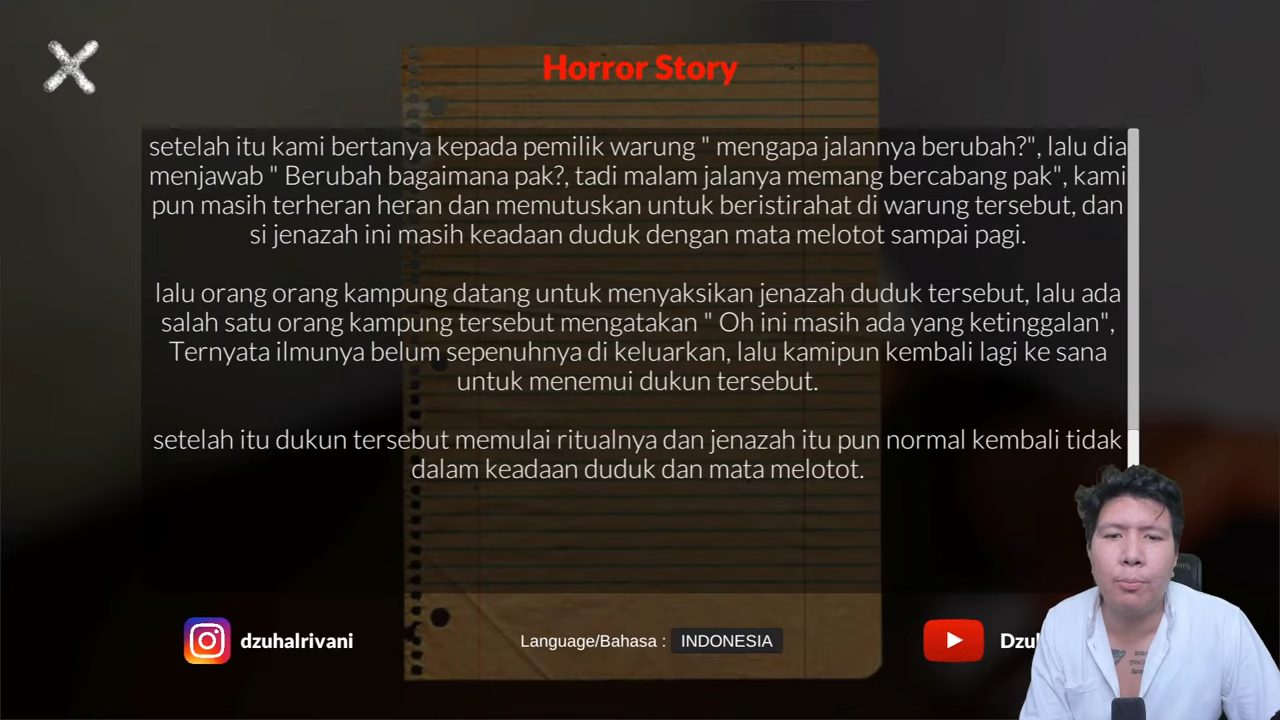 Horror Story
setelah itu kami bertanya kepada pemilik warung " mengapa jalannya berubah?", lalu dia
menjawab " Berubah bagaimana pak?, tadi malam jalanya memang bercabang pak", kami
pun masih terheran heran dan memutuskan untuk beristirahat di warung tersebut, dan
si jenazah ini masih keadaan duduk dengan mata melotot sampai pagi.
lalu orang orang kampung datang untuk menyaksikan jenazah duduk tersebut, lalu ada
salah satu orang kampung tersebut mengatakan " Oh ini masih ada yang ketinggalan",
Ternyata ilmunya belum sepenuhnya di keluarkan, lalu kamipun kembali lagi ke sana
untuk menemui dukun tersebut.
setelah itu dukun tersebut memulai ritualnya dan jenazah itu pun normal kembali tidak
dalam keadaan duduk dan mata melotot.
dzuhalrivani
Language/Bahasa : INDONESIA